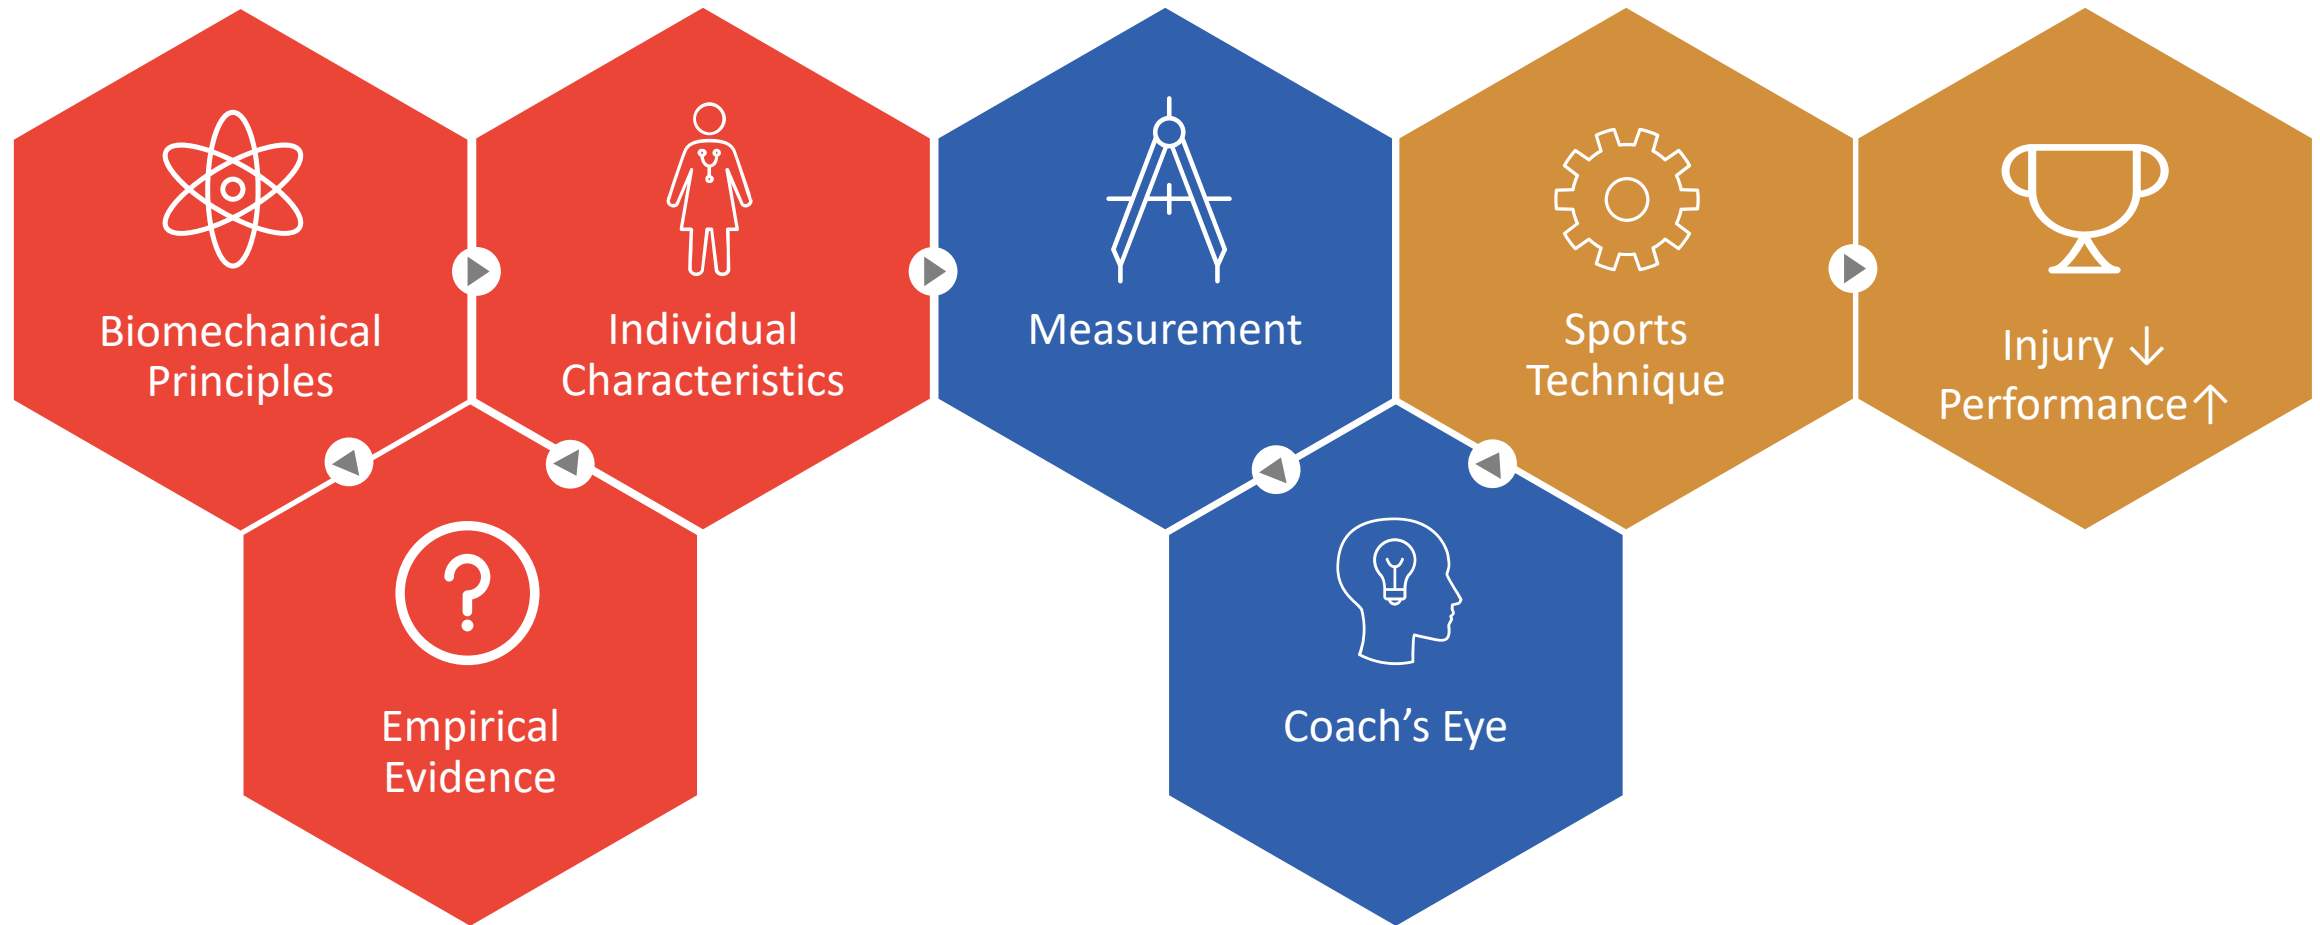 Biomechanical
Principles
Individual
Characteristics
Measurement
Sports
Technique
Injury ↓
Performance↑
Empirical
Evidence
Coach’s Eye